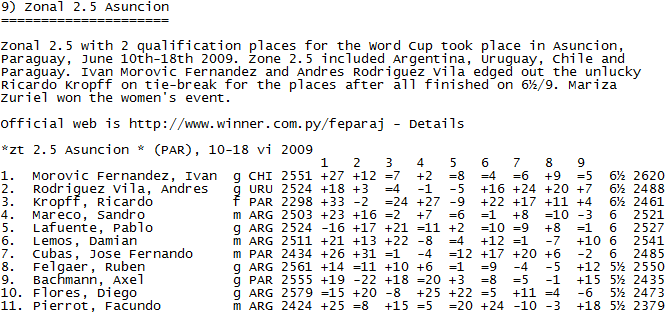 9) Zonal 2.5 Asuncion
=====================
Zonal 2.5 with 2 qualification places for the Word Cup took place in Asuncion,
Paraguay, June 10th-18th 2009. Zone 2.5 included Argentina, Uruguay, Chile and
Paraguay. Ivan Morovic Fernandez and Andres Rodriguez Vila edged out the unlucky
Ricardo Kropff on tie-break for the places after all finished on 6½/9. Mariza
Zuriel won the women's event.
Official web is http://www.winner.com.py/feparaj - Details
*zt 2.5 Asuncion * (PAR), 10-18 vi 2009
1 2 3 4 5 6 7 8 9
1. Morovic Fernandez, Ivan g CHI 2551 +27 +12 =7 +2 =8 =4 =6 +9 =5 6½ 2620
2. Rodriguez Vila, Andres g URU 2524 +18 +3 =4 -1 -5 +16 +24 +20 +7 6½ 2488
3. Kropff, Ricardo f PAR 2298 +33 -2 =24 +27 -9 +22 +17 +11 +4 6½ 2461
4. Mareco, Sandro m ARG 2503 +23 +16 =2 +7 =6 =1 +8 =10 -3 6 2521
5. Lafuente, Pablo g ARG 2524 -16 +17 +21 =11 +2 =10 =9 +8 =1 6 2527
6. Lemos, Damian m ARG 2511 +21 +13 +22 -8 =4 +12 =1 -7 +10 6 2541
7. Cubas, Jose Fernando m PAR 2434 +26 +31 =1 -4 =12 +17 +20 +6 -2 6 2485
8. Felgaer, Ruben g ARG 2561 +14 =11 +10 +6 =1 =9 -4 -5 +12 5½ 2550
9. Bachmann, Axel g PAR 2555 +19 -22 +18 =20 +3 =8 =5 -1 +15 5½ 2435
10. Flores, Diego g ARG 2579 =15 +20 -8 +25 +22 =5 +11 =4 -6 5½ 2473
11. Pierrot, Facundo m ARG 2424 +25 =8 +15 =5 =20 +24 -10 -3 +18 5½ 2379